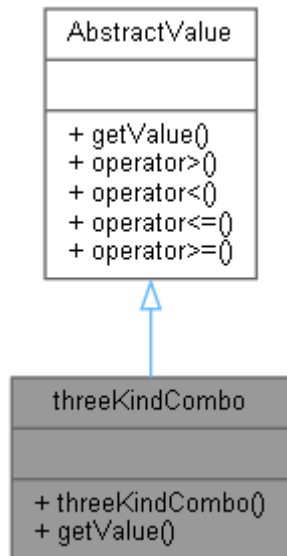 AbstractValue
+ getValue()
+ operator>()
+ operator<()
+ operator<=()
+ operator>=()
threeKindCombo
+ threeKindCombo()
+ getValue()